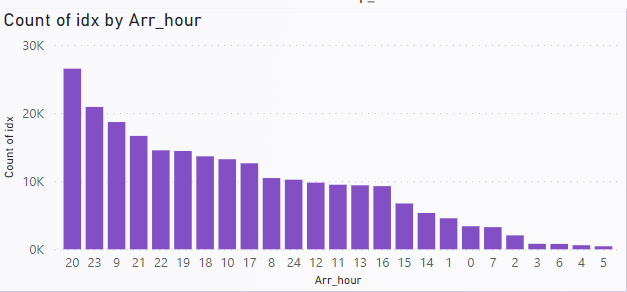 Count of idx by Arr_hour
30K
20K
10K
0K
Count of idx
20 23 9 21 22 19 18 10 17 8 24 12 11 13 16 15 14 1 0 7 2 3 6 4 5
Arr_hour